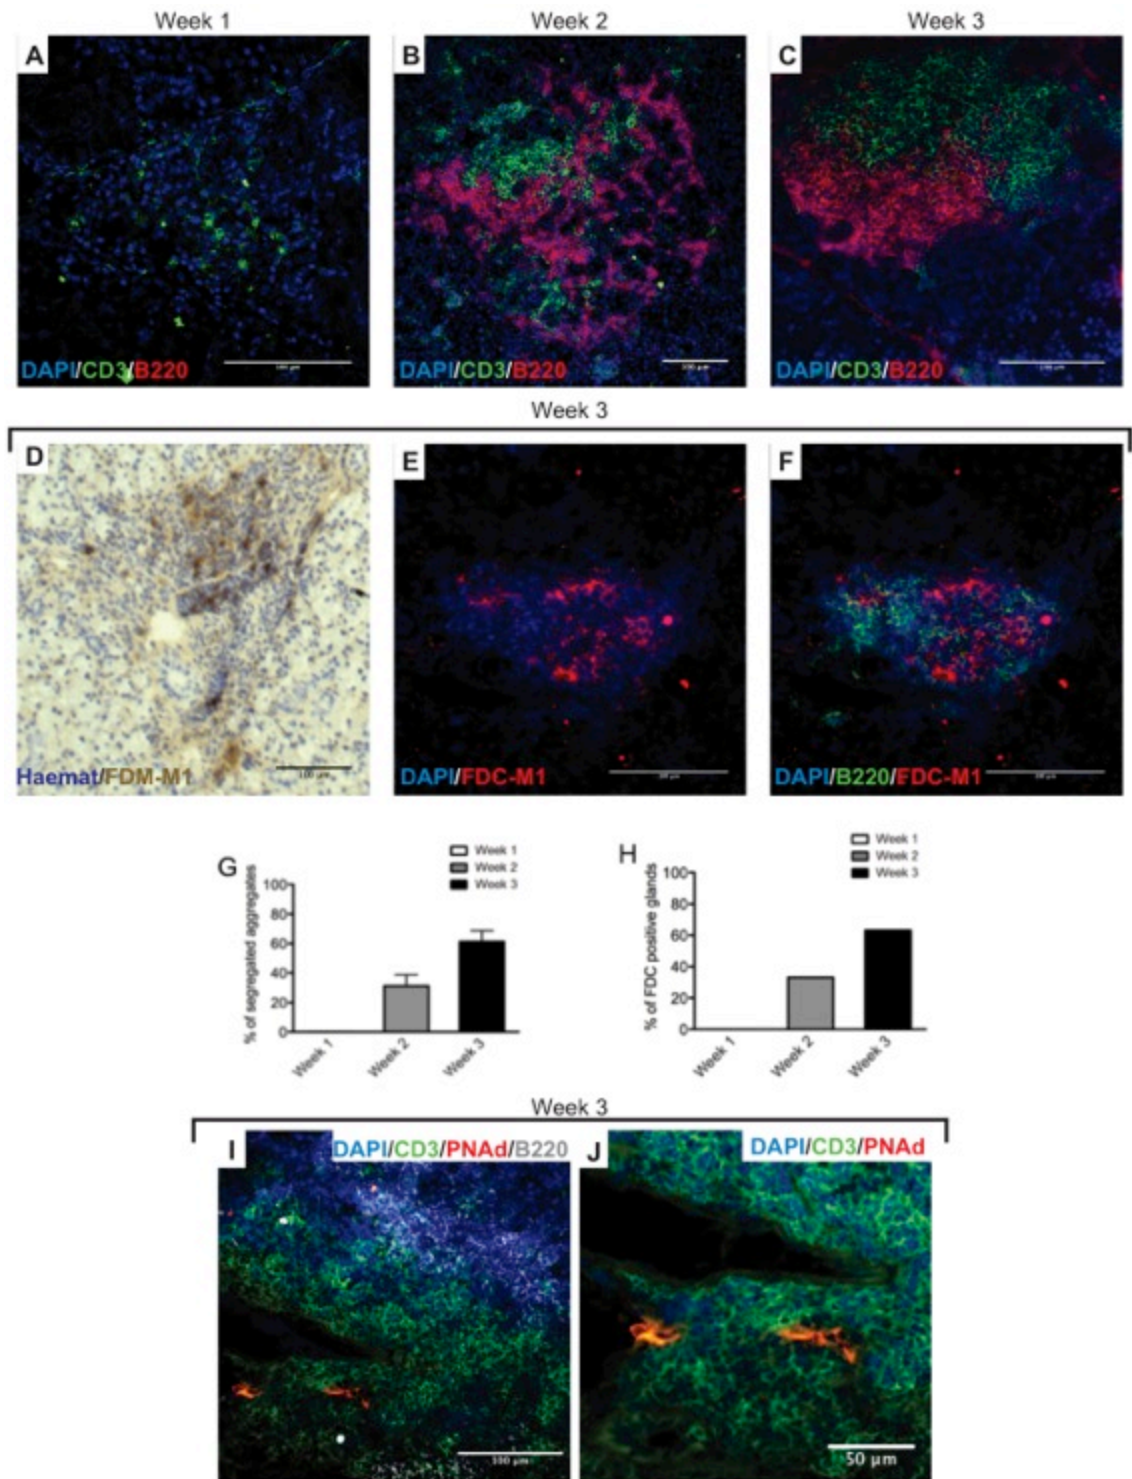 Week 1 Week 2 Week 3
A B C
DAPI/CD3/B220 DAPI/CD3/B220 DAPI/CD3/B220
Week 3
D E F
100 µm
Haemat/FDM-M1 DAPI/FDC-M1 DAPI/B220/FDC-M1
G H
Week 1
Week 2
Week 3
Week 1
Week 2
Week 3
% of segregated aggregates
100
80
60
40
20
0
Week 1 Week 2 Week 3
% of FDC positive glands
100
80
60
40
20
0
Week 1 Week 2 Week 3
Week 3
I DAPI/CD3/PNAd/B220 J DAPI/CD3/PNAd
100 µm 50 µm